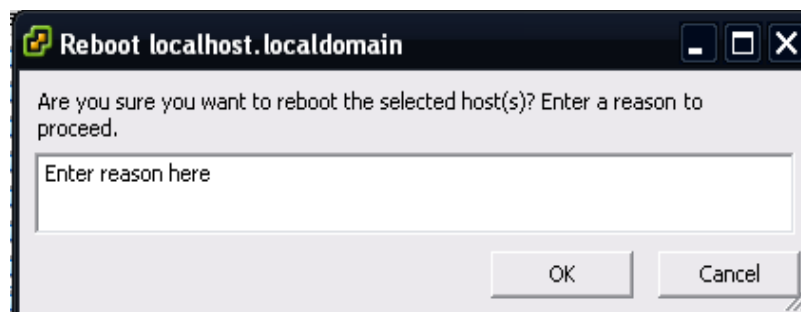 Reboot localhost.localdomain
Are you sure you want to reboot the selected host(s)? Enter a reason to
proceed.
Enter reason here
OK Cancel